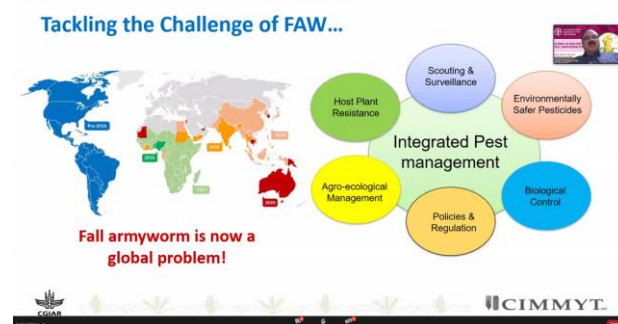 Tackling the Challenge of FAW…
Pre 2016
2016
2017
2018
2020
Fall armyworm is now a
global problem!
Scouting &
Surveillance
Host Plant
Resistance
Environmentally
Safer Pesticides
Integrated Pest
management
Agro-ecological
Management
Biological
Control
Policies &
Regulation
CGIAR
CIMMYT